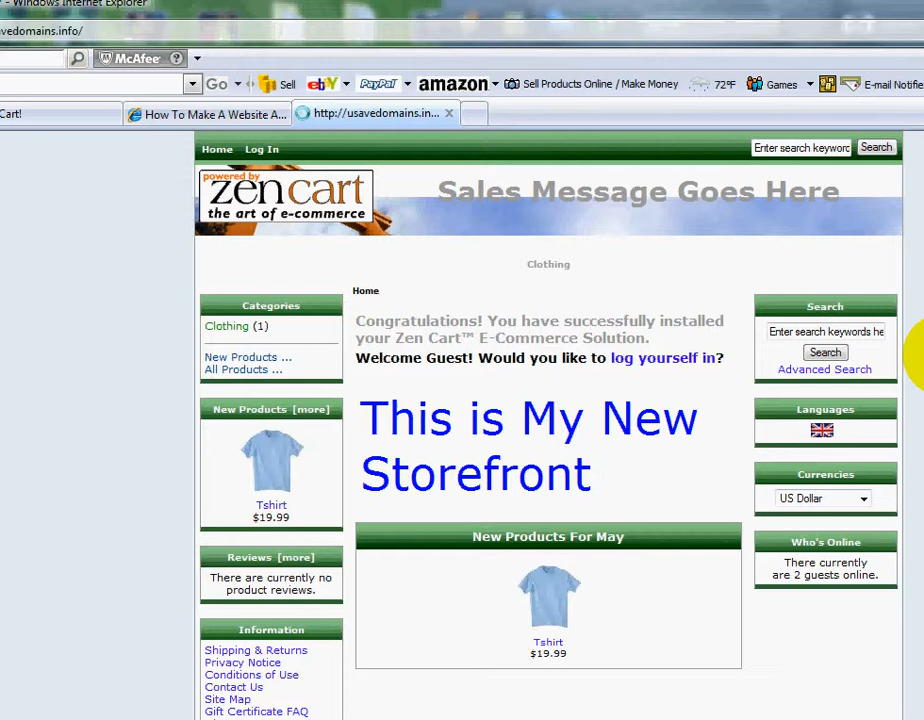 Windows Internet Explorer
avedomains.info/
McAfee
Go Sell ebY PayPal amazon Sell Products Online / Make Money 72°F Games E-mail Notifie
Cart! How To Make A Website A... http://usavedomains.in...
Home Log In Enter search keyword Search
powered by
zen cart
the art of e-commerce
Sales Message Goes Here
Clothing
Home
Categories
Clothing (1)
New Products ...
All Products ...
New Products [more]
Tshirt
$19.99
Reviews [more]
There are currently no
product reviews.
Information
Shipping & Returns
Privacy Notice
Conditions of Use
Contact Us
Site Map
Gift Certificate FAQ
Congratulations! You have successfully installed
your Zen Cart™ E-Commerce Solution.
Welcome Guest! Would you like to log yourself in?
This is My New
Storefront
New Products For May
Tshirt
$19.99
Search
Enter search keywords he
Search
Advanced Search
Languages
Currencies
US Dollar
Who's Online
There currently
are 2 guests online.